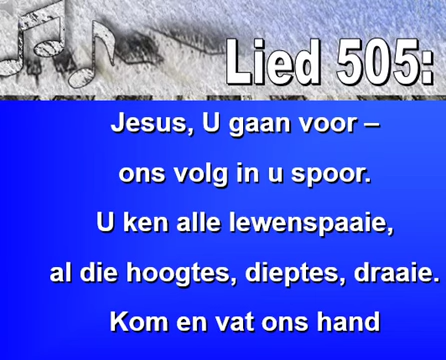 Lied 505:
Jesus, U gaan voor –
ons volg in u spoor.
U ken alle lewenspaaie,
al die hoogtes, dieptes, draaie.
Kom en vat ons hand